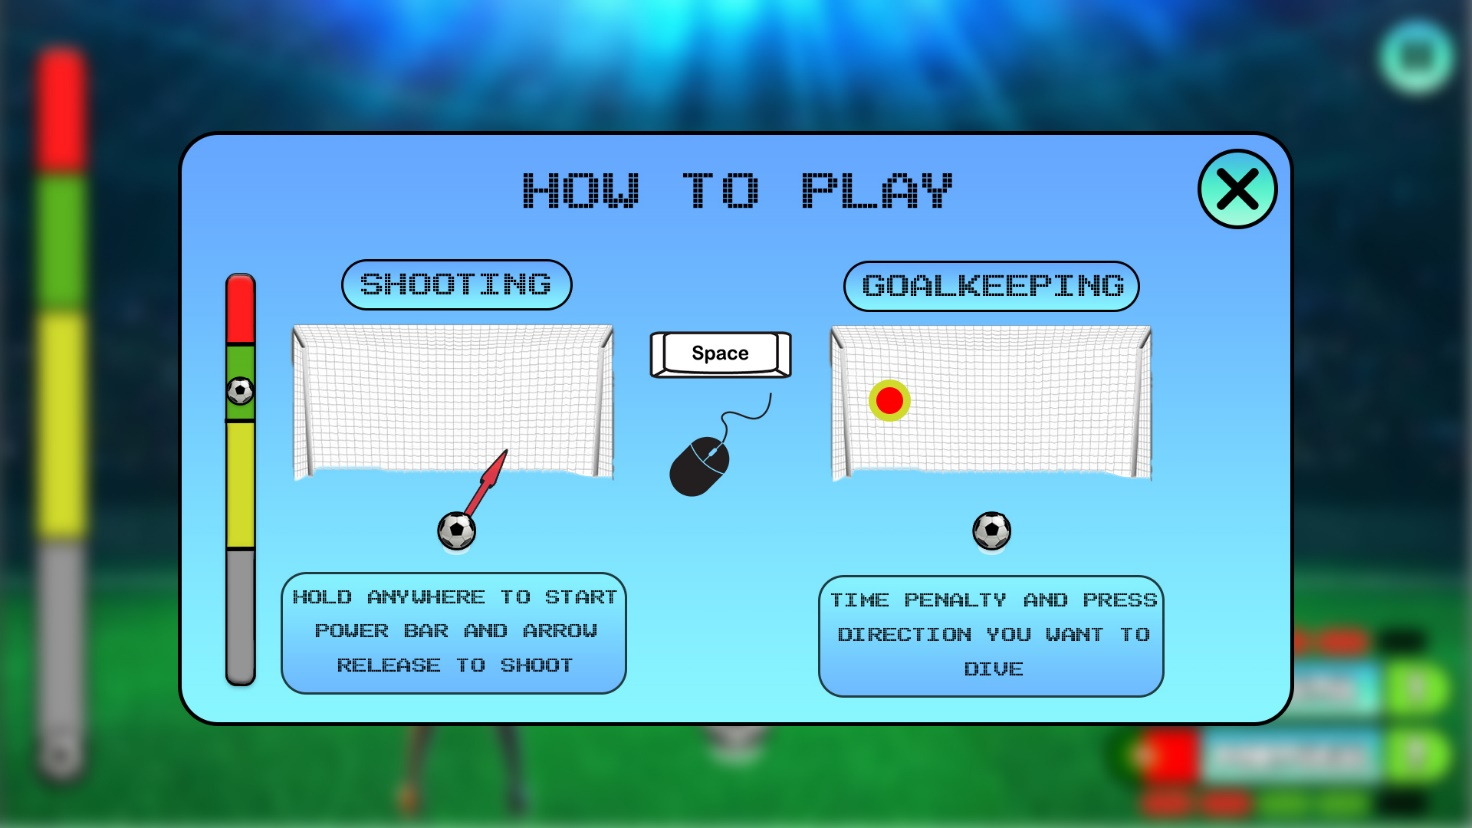 HOW TO PLAY
SHOOTING
GOALKEEPING
Space
HOLD ANYWHERE TO START
POWER BAR AND ARROW
RELEASE TO SHOOT
TIME PENALTY AND PRESS
DIRECTION YOU WANT TO
DIVE